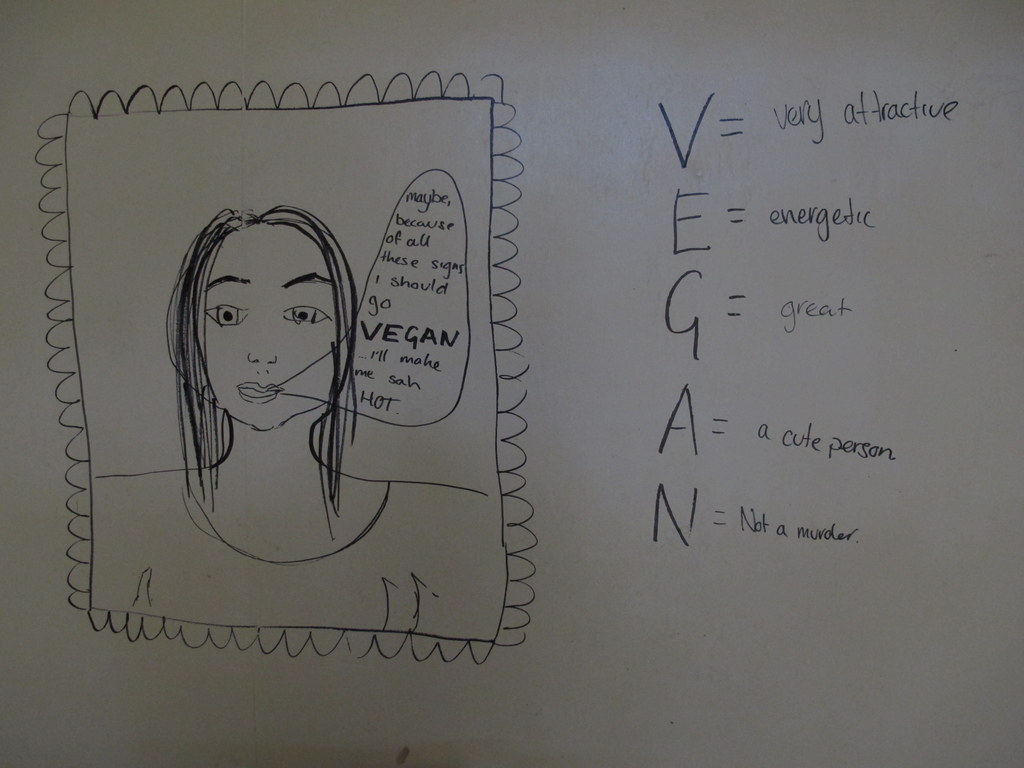 maybe,
because
of all
these signs
I should
go
VEGAN
...I'll make
me sah
HOT.
V = very attractive
E = energetic
G = great
A = a cute person
N = Not a murder.